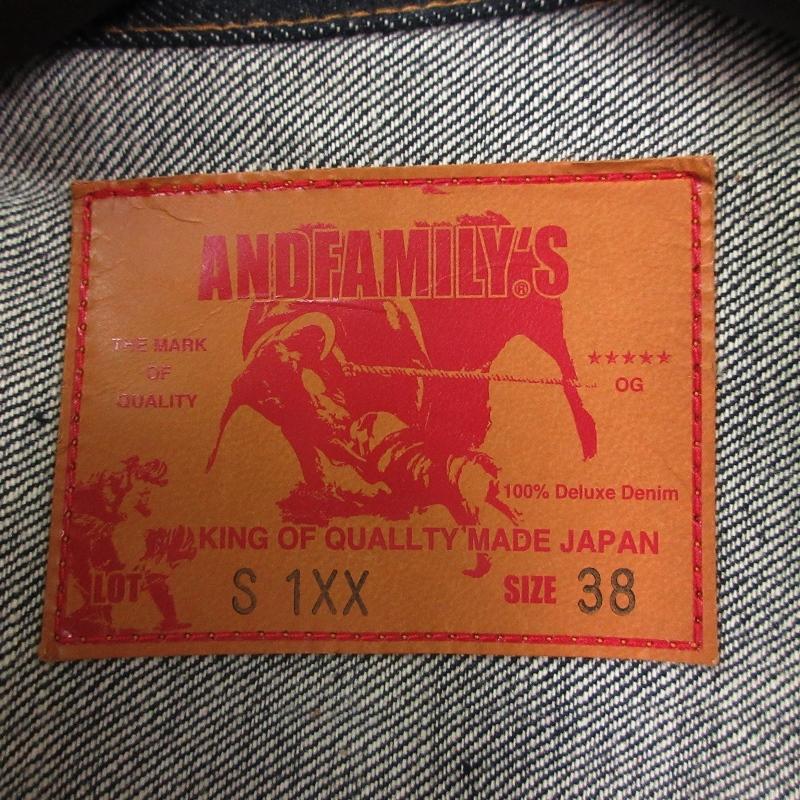 ANDFAMILY'S®
THE MARK
OF
QUALITY
★★★★★
OG
100% Deluxe Denim
KING OF QUALLTY MADE JAPAN
LOT S 1XX SIZE 38